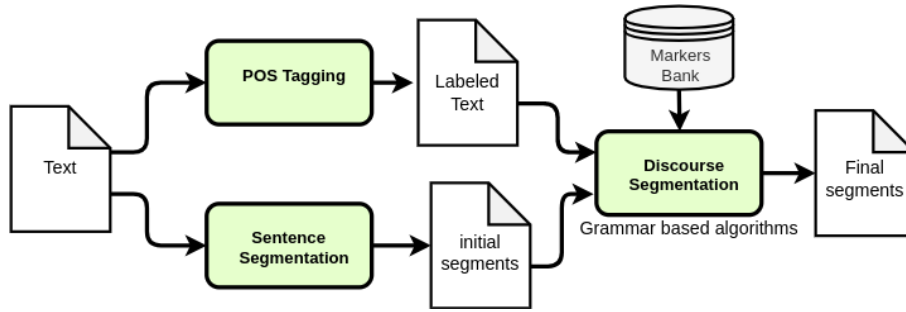 Text
POS Tagging
Labeled
Text
Markers
Bank
Sentence
Segmentation
initial
segments
Discourse
Segmentation
Grammar based algorithms
Final
segments